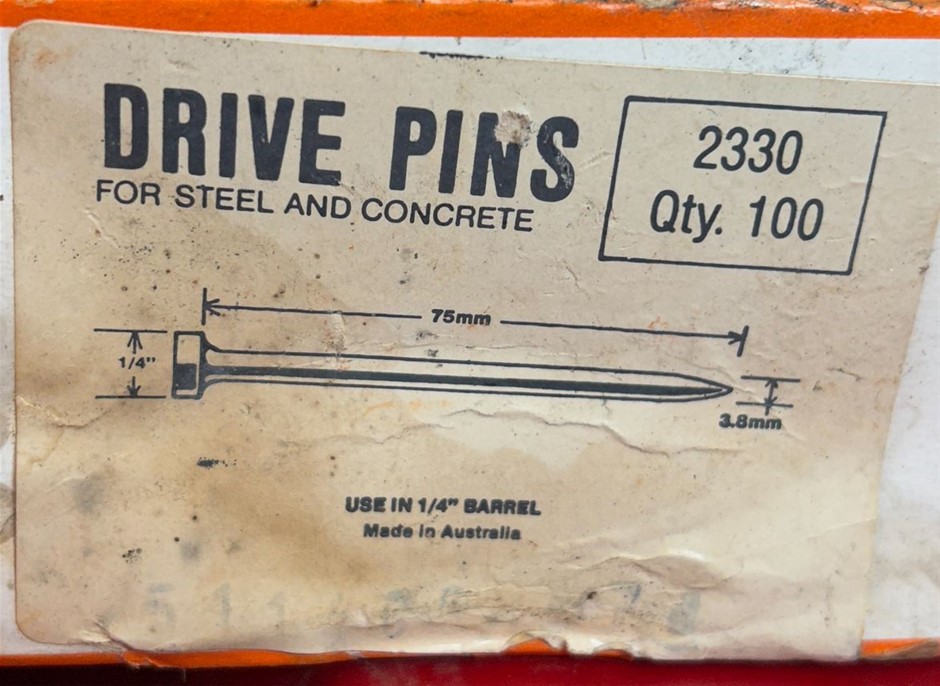 DRIVE PINS
FOR STEEL AND CONCRETE
2330
Qty. 100
75mm
1/4"
3.8mm
USE IN 1/4" BARREL
Made in Australia